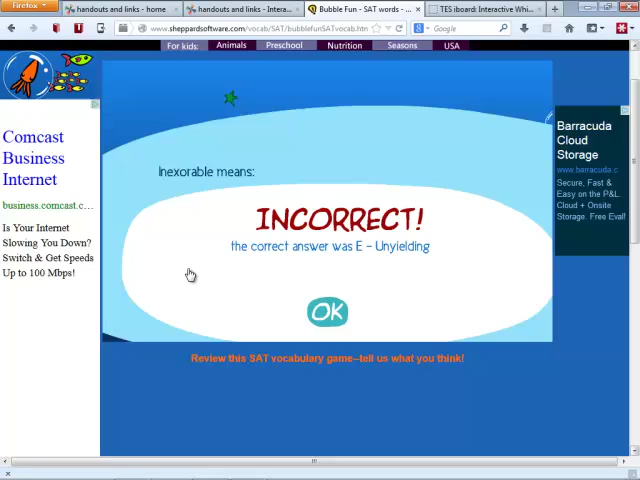 Firefox
handouts and links - home
handouts and links - Intera...
Bubble Fun - SAT words - ...
TES iboard: Interactive Whi...
www.sheppardsoftware.com/vocab/SAT/bubblefunSATvocab.htm
Google
For kids:
Animals
Preschool
Nutrition
Seasons
USA
Comcast
Business
Internet
business.comcast.c...
Is Your Internet
Slowing You Down?
Switch & Get Speeds
Up to 100 Mbps!
Inexorable means:
INCORRECT!
the correct answer was E - Unyielding
OK
Review this SAT vocabulary game--tell us what you think!
Barracuda
Cloud
Storage
www.barracuda.c
Secure, Fast &
Easy on the P&L.
Cloud + Onsite
Storage. Free Eval!